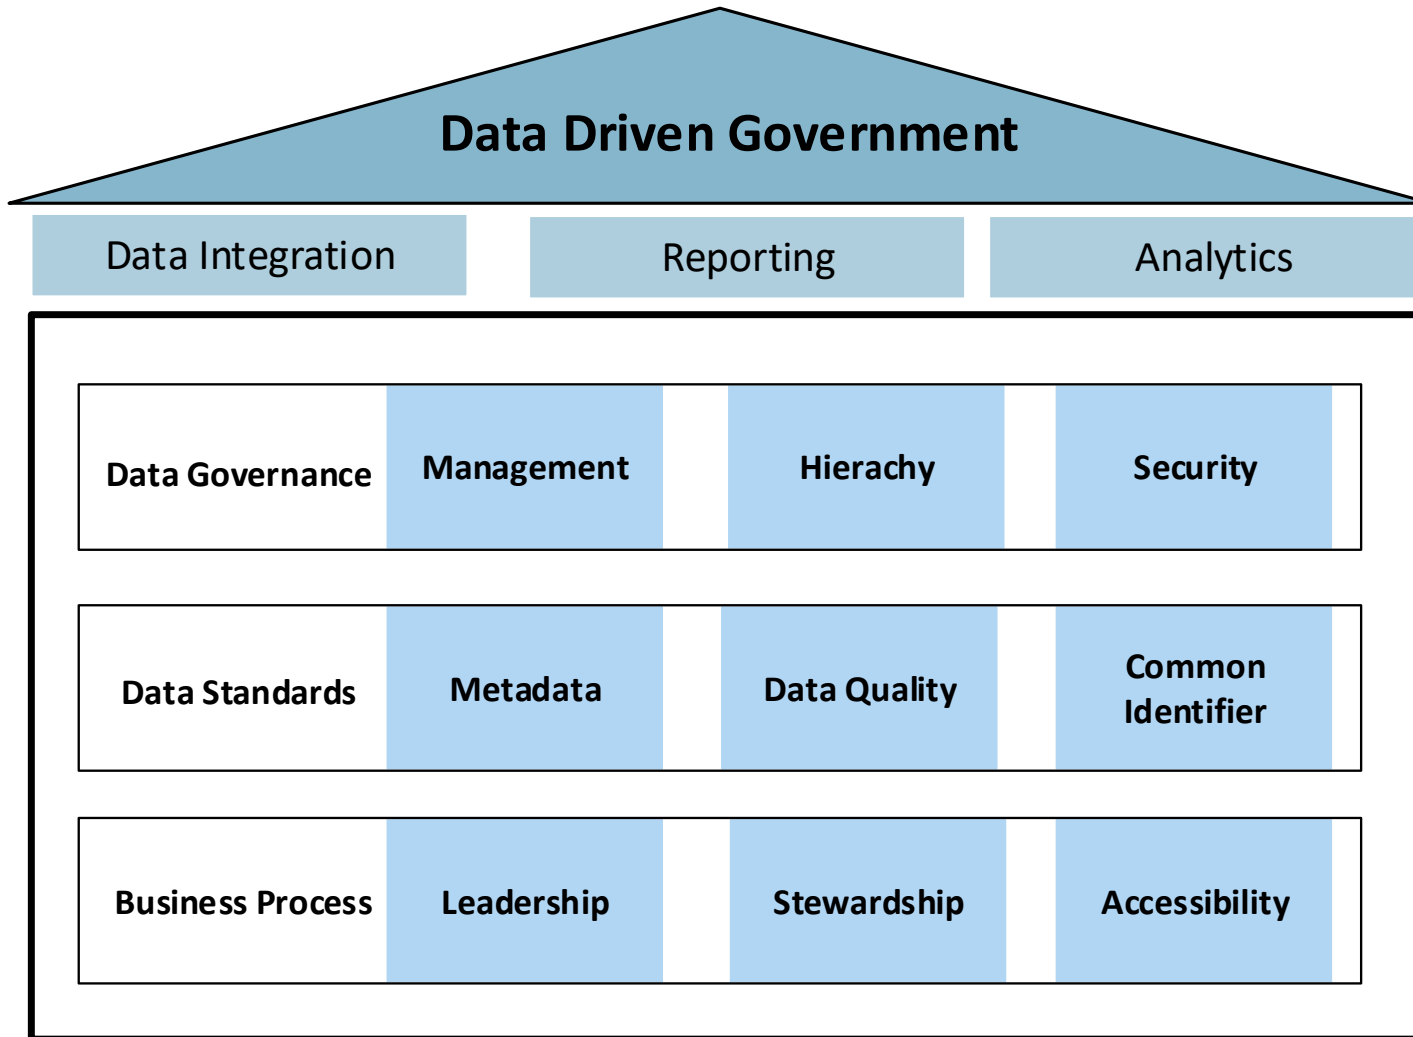 Data Driven Government
Data Integration
Reporting
Analytics
Data Governance
Management
Hierachy
Security
Data Standards
Metadata
Data Quality
Common
Identifier
Business Process
Leadership
Stewardship
Accessibility